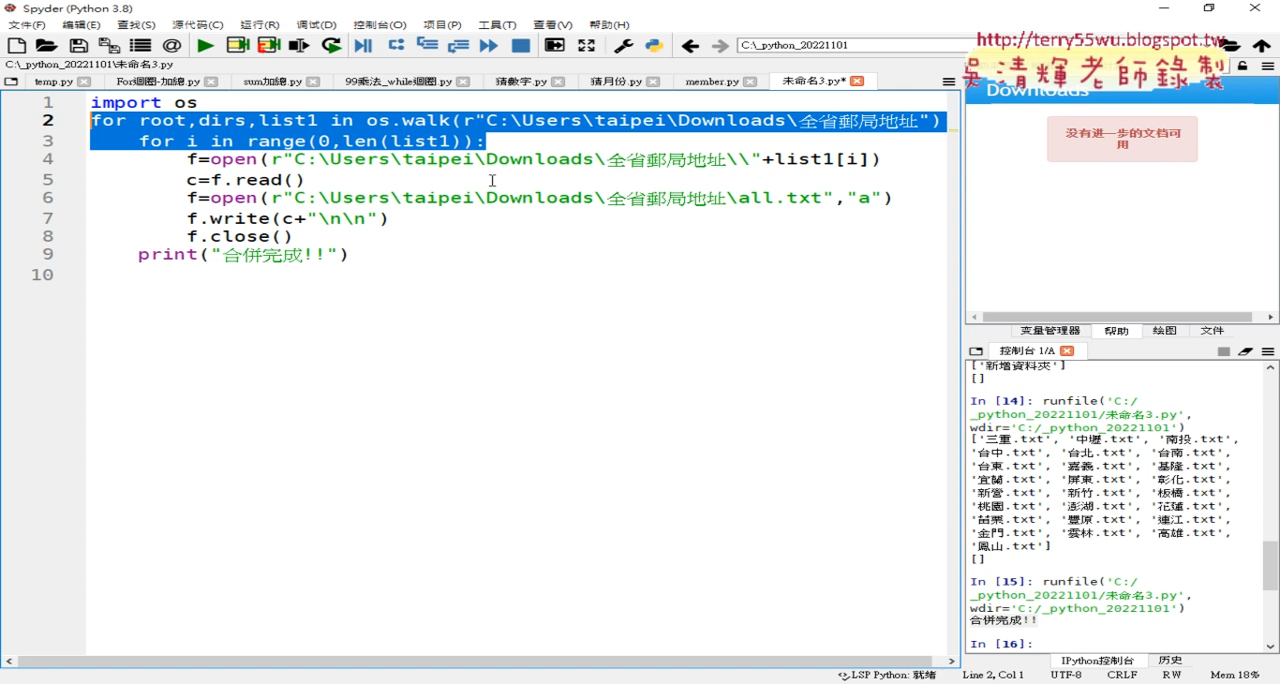 Spyder (Python 3.8)
文件(F) 编辑(E) 查找(S) 源代码(C) 运行(R) 调试(D) 控制台(O) 项目(P) 工具(T) 查看(V) 帮助(H)
C:\_python_20221101
http://terry55wu.blogspot.tw
吳清輝老師錄製
C:\_python_20221101\未命名3.py
temp.py For迴圈-加總.py sum加總.py 99乘法_while迴圈.py 猜數字.py 猜月份.py member.py 未命名3.py*
Downloads
没有进一步的文档可
用
1 import os
2 for root,dirs,list1 in os.walk(r"C:\Users\taipei\Downloads\全省郵局地址")
3 for i in range(0,len(list1)):
4 f=open(r"C:\Users\taipei\Downloads\全省郵局地址\\"+list1[i])
5 c=f.read()
6 f=open(r"C:\Users\taipei\Downloads\全省郵局地址\all.txt","a")
7 f.write(c+"\n\n")
8 f.close()
9 print("合併完成!!")
10
变量管理器 帮助 绘图 文件
控制台 1/A
['新增資料夾']
[]
In [14]: runfile('C:/
_python_20221101/未命名3.py',
wdir='C:/_python_20221101')
['三重.txt', '中壢.txt', '南投.txt',
'台中.txt', '台北.txt', '台南.txt',
'台東.txt', '嘉義.txt', '基隆.txt',
'宜蘭.txt', '屏東.txt', '彰化.txt',
'新營.txt', '新竹.txt', '板橋.txt',
'桃園.txt', '澎湖.txt', '花蓮.txt',
'苗栗.txt', '豐原.txt', '連江.txt',
'金門.txt', '雲林.txt', '高雄.txt',
'鳳山.txt']
[]
In [15]: runfile('C:/
_python_20221101/未命名3.py',
wdir='C:/_python_20221101')
合併完成!!
In [16]:
IPython控制台 历史
LSP Python: 就绪 Line 2, Col 1 UTF-8 CRLF RW Mem 18%